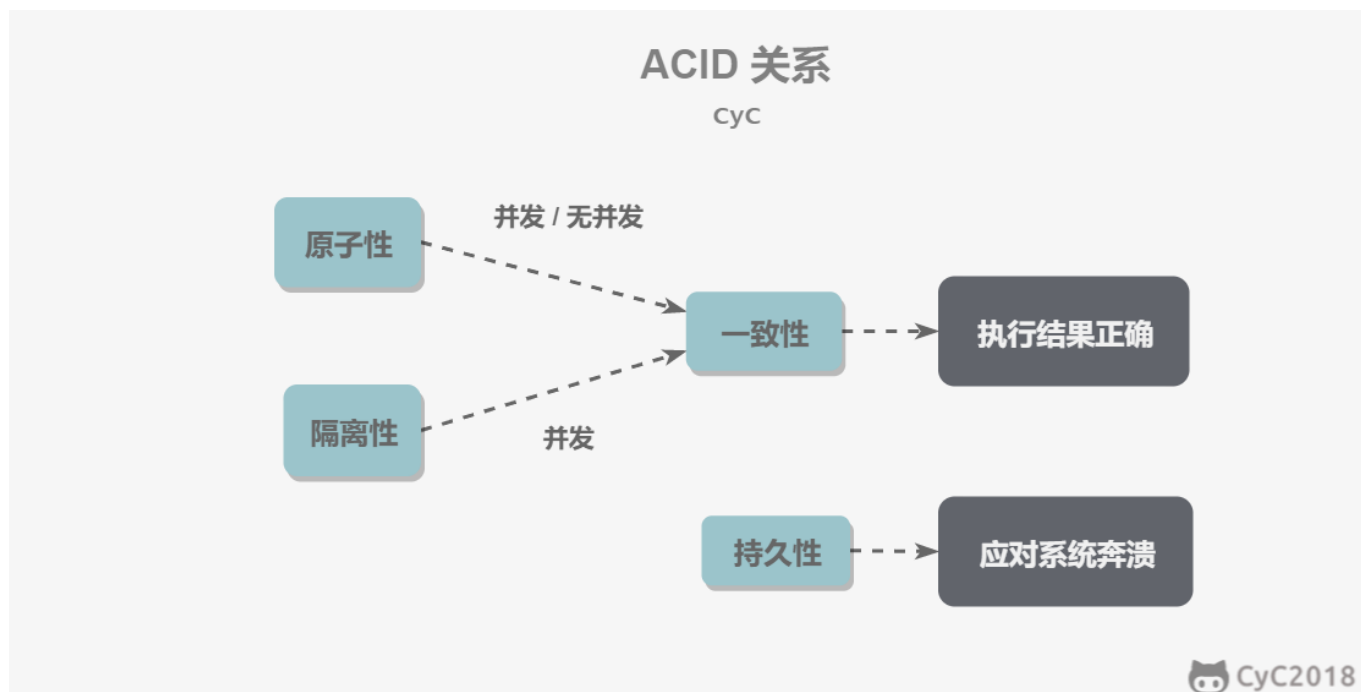 ACID 关系
CyC
并发 / 无并发
原子性
一致性
执行结果正确
隔离性
并发
持久性
应对系统奔溃
CyC2018